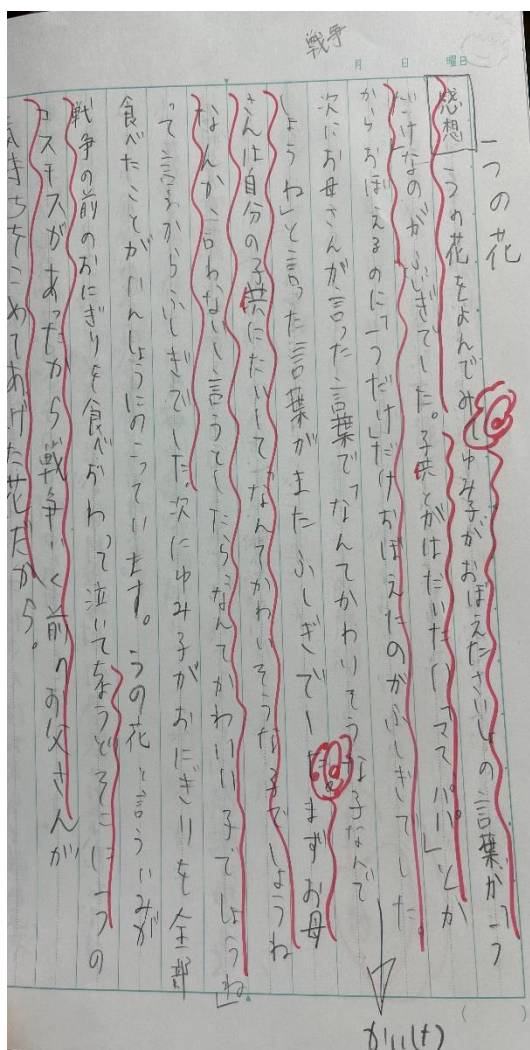 戦争
月 日 曜日
一つの花
感想 一つの花をよんでみてゆみ子がおぼえたさいしょの言葉が一つ
だけなのがふしぎでした。子供とかはだいたい「ママ パパ」とか
からおぼえるのに「一つだけ」だけおぼえたのがふしぎでした。
次にお母さんが言った言葉で「なんてかわいそうな子なんで
しょうね」と言った言葉がまたふしぎでした。まずお母
さんは自分の子供にたいして「なんてかわいそうな子でしょうね
なんか言わないし言うとしたら「なんてかわいい子でしょうね」
って言うからふしぎでした。次にゆみ子がおにぎりを全部
食べたことがいんしょうにのこっています。一つの花と言ういみが
戦争の前のおにぎりを食べおわって泣いて
そこに一つの
コスモスがあったから戦争いく前のお父さんが
気持ちをこめてあげた花だから。